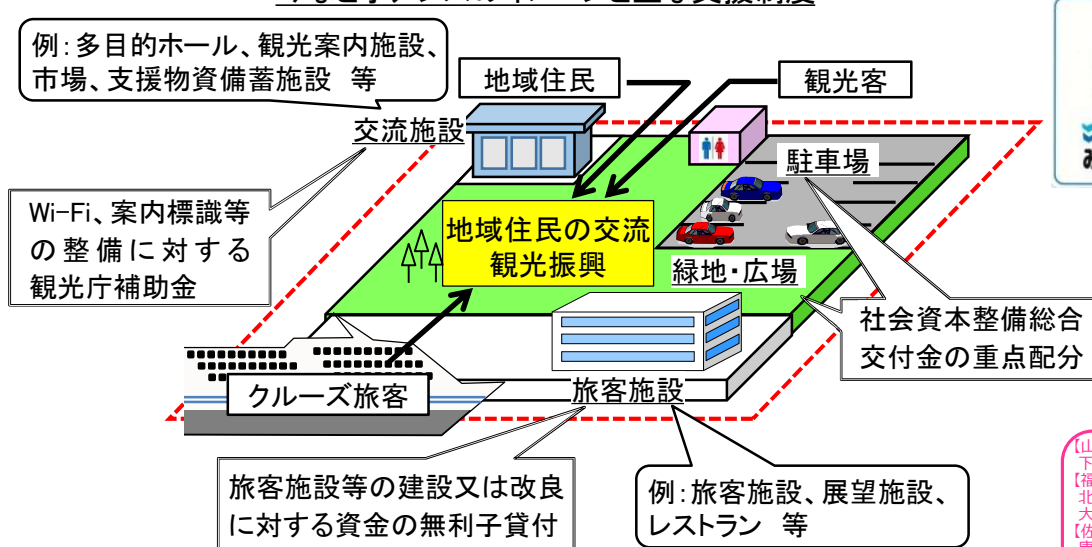 例：多目的ホール、観光案内施設、
市場、支援物資備蓄施設　等
地域住民
観光客
交流施設
駐車場
Wi-Fi、案内標識等
の整備に対する
観光庁補助金
地域住民の交流
観光振興
緑地・広場
社会資本整備総合
交付金の重点配分
クルーズ旅客
旅客施設
旅客施設等の建設又は改良
に対する資金の無利子貸付
例：旅客施設、展望施設、
レストラン　等